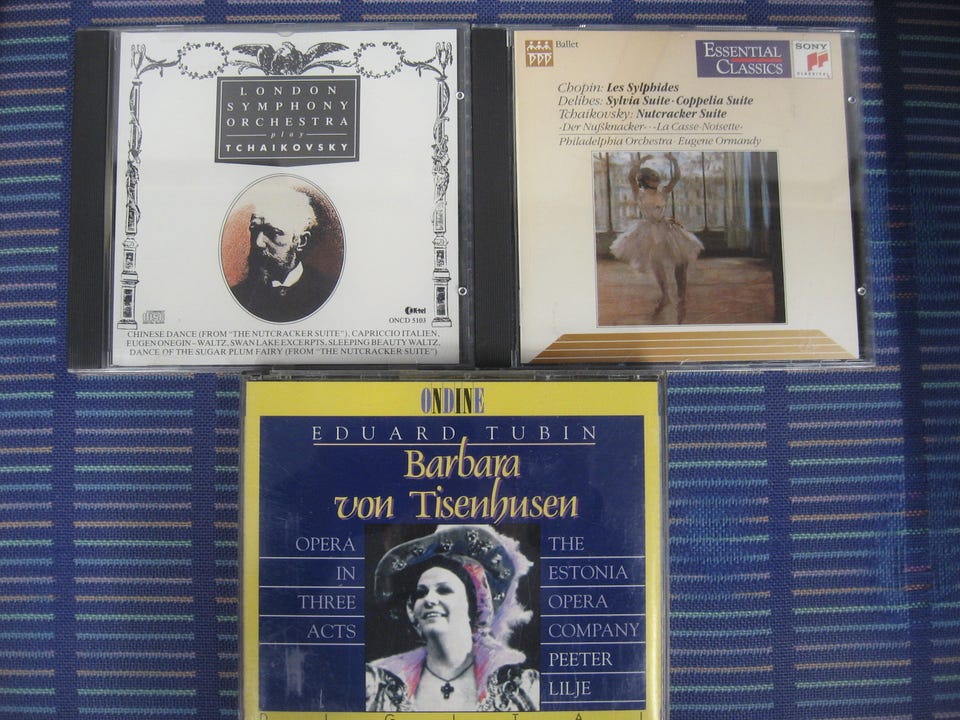 LONDON
SYMPHONY
ORCHESTRA
play
TCHAIKOVSKY
K-tel
ONCD 5103
CHINESE DANCE (FROM "THE NUTCRACKER SUITE"), CAPRICCIO ITALIEN,
EUGEN ONEGIN – WALTZ, SWAN LAKE EXCERPTS, SLEEPING BEAUTY WALTZ,
DANCE OF THE SUGAR PLUM FAIRY (FROM "THE NUTCRACKER SUITE")
Ballet
ESSENTIAL
CLASSICS
SONY
CLASSICAL
Chopin: Les Sylphides
Delibes: Sylvia Suite · Coppelia Suite
Tchaikovsky: Nutcracker Suite
·Der Nußknacker· · ·La Casse-Noisette·
Philadelphia Orchestra · Eugene Ormandy
ONDINE
EDUARD TUBIN
Barbara
von Tisenhusen
OPERA
IN
THREE
ACTS
THE
ESTONIA
OPERA
COMPANY
PEETER
LILJE
DIGITAL